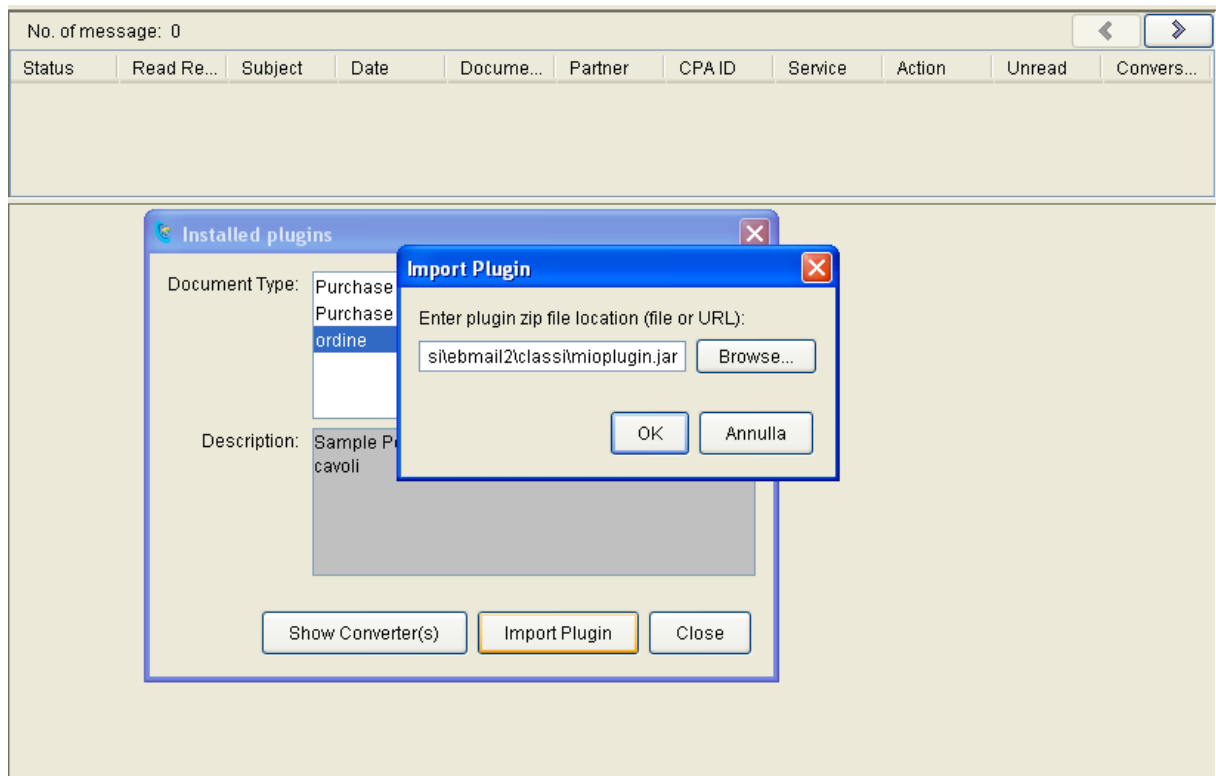 No. of message: 0
Status Read Re... Subject Date Docume... Partner CPA ID Service Action Unread Convers...
Installed plugins
Document Type:
Purchase
Purchase
ordine
Description:
Sample P
cavoli
Show Converter(s) Import Plugin Close
Import Plugin
Enter plugin zip file location (file or URL):
si\ebmail2\classi\mioplugin.jar Browse...
OK Annulla